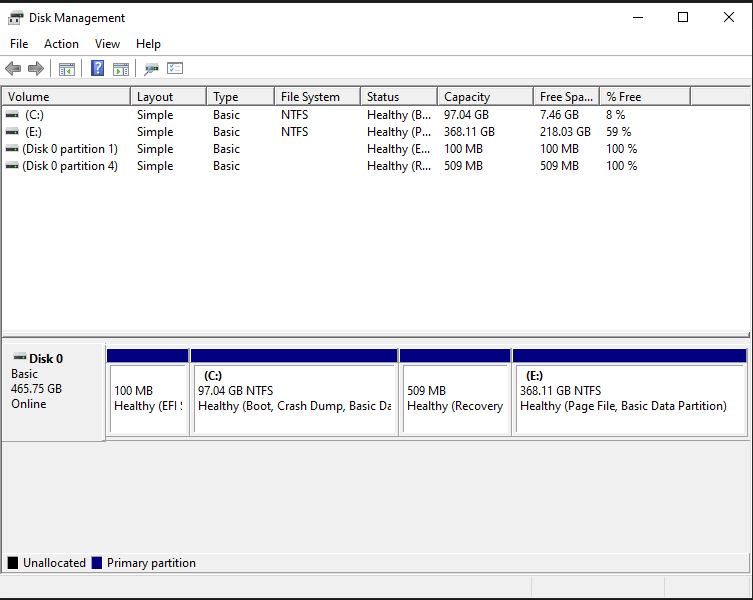 Disk Management
File Action View Help
Volume Layout Type File System Status Capacity Free Spa... % Free
(C:) Simple Basic NTFS Healthy (B... 97.04 GB 7.46 GB 8 %
(E:) Simple Basic NTFS Healthy (P... 368.11 GB 218.03 GB 59 %
(Disk 0 partition 1) Simple Basic Healthy (E... 100 MB 100 MB 100 %
(Disk 0 partition 4) Simple Basic Healthy (R... 509 MB 509 MB 100 %
Disk 0
Basic
465.75 GB
Online
100 MB
Healthy (EFI
(C:)
97.04 GB NTFS
Healthy (Boot, Crash Dump, Basic Da
509 MB
Healthy (Recovery
(E:)
368.11 GB NTFS
Healthy (Page File, Basic Data Partition)
Unallocated Primary partition